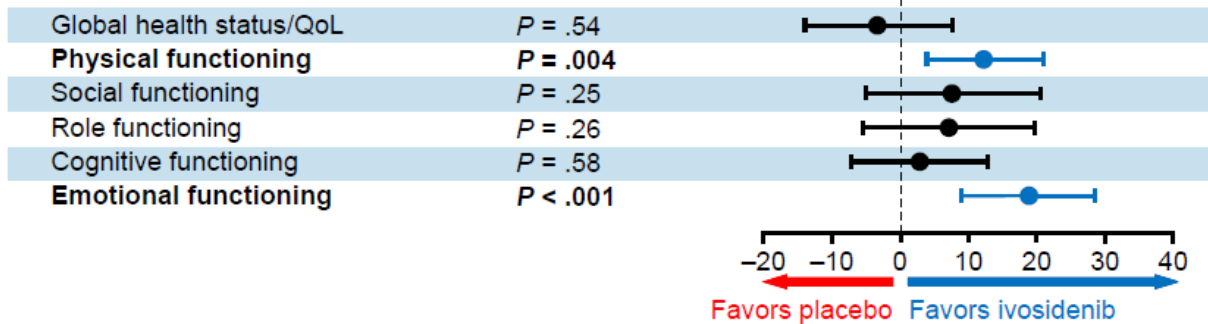 Global health status/QoL P = .54
Physical functioning P = .004
Social functioning P = .25
Role functioning P = .26
Cognitive functioning P = .58
Emotional functioning P < .001
–20 –10 0 10 20 30 40
Favors placebo Favors ivosidenib